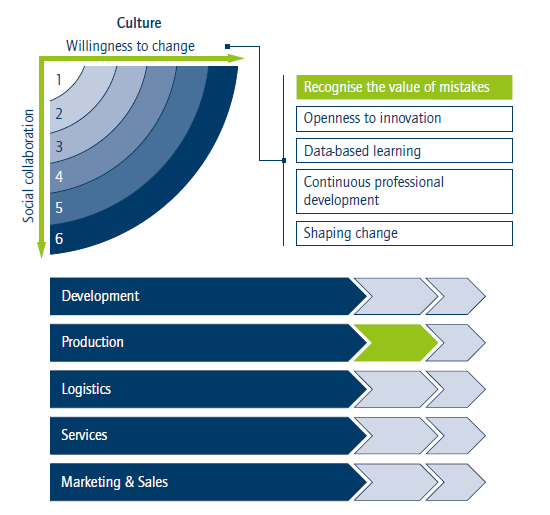 Culture
Willingness to change
1
2
3
4
5
6
Social collaboration
Recognise the value of mistakes
Openness to innovation
Data-based learning
Continuous professional
development
Shaping change
Development
Production
Logistics
Services
Marketing & Sales